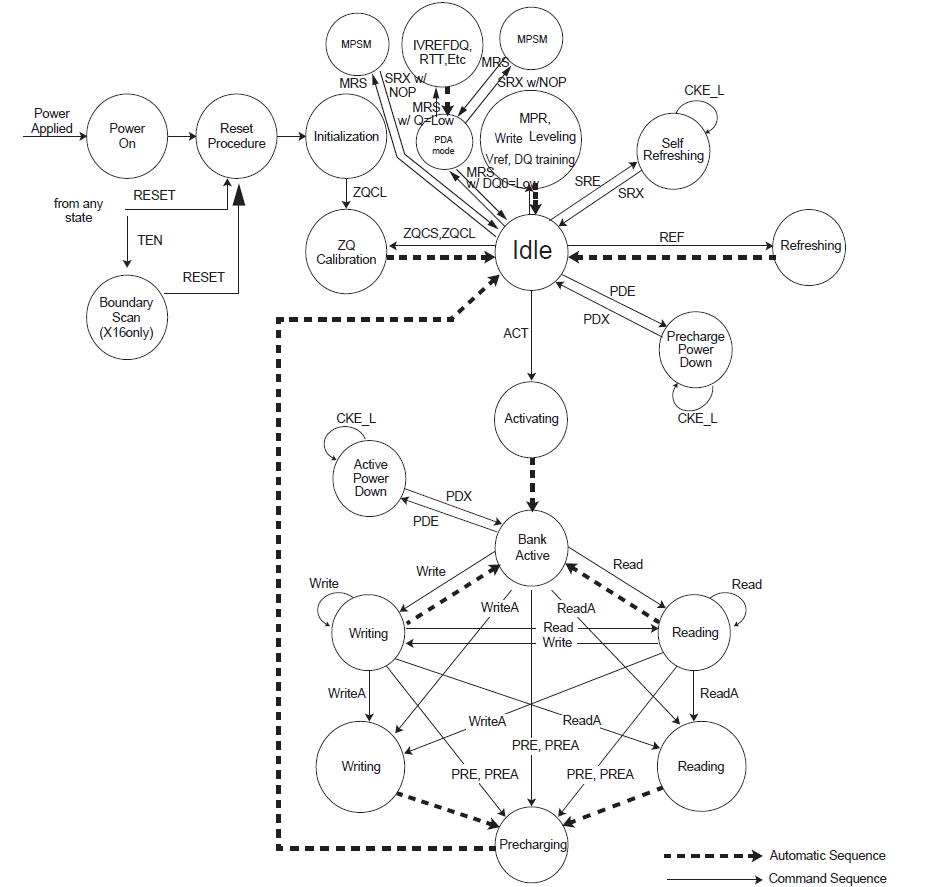 MPSM
IVREFDQ,
RTT,Etc
MPSM
MRS
SRX w/
NOP
MRS
SRX w/NOP
CKE_L
Power
Applied
Power
On
Reset
Procedure
Initialization
MRS
w/ Q=Low
PDA
mode
MPR,
Write Leveling
Vref, DQ training
Self
Refreshing
MRS
w/ DQ0=Low
SRE
SRX
from any
state
RESET
ZQCL
TEN
ZQ
Calibration
ZQCS,ZQCL
Idle
REF
Refreshing
RESET
Boundary
Scan
(X16only)
PDE
PDX
ACT
Precharge
Power
Down
CKE_L
Activating
CKE_L
Active
Power
Down
PDX
PDE
Bank
Active
Write
Read
Write
Read
WriteA
ReadA
Writing
Read
Write
Reading
WriteA
ReadA
WriteA
ReadA
PRE, PREA
Writing
PRE, PREA
PRE, PREA
Reading
Precharging
Automatic Sequence
Command Sequence